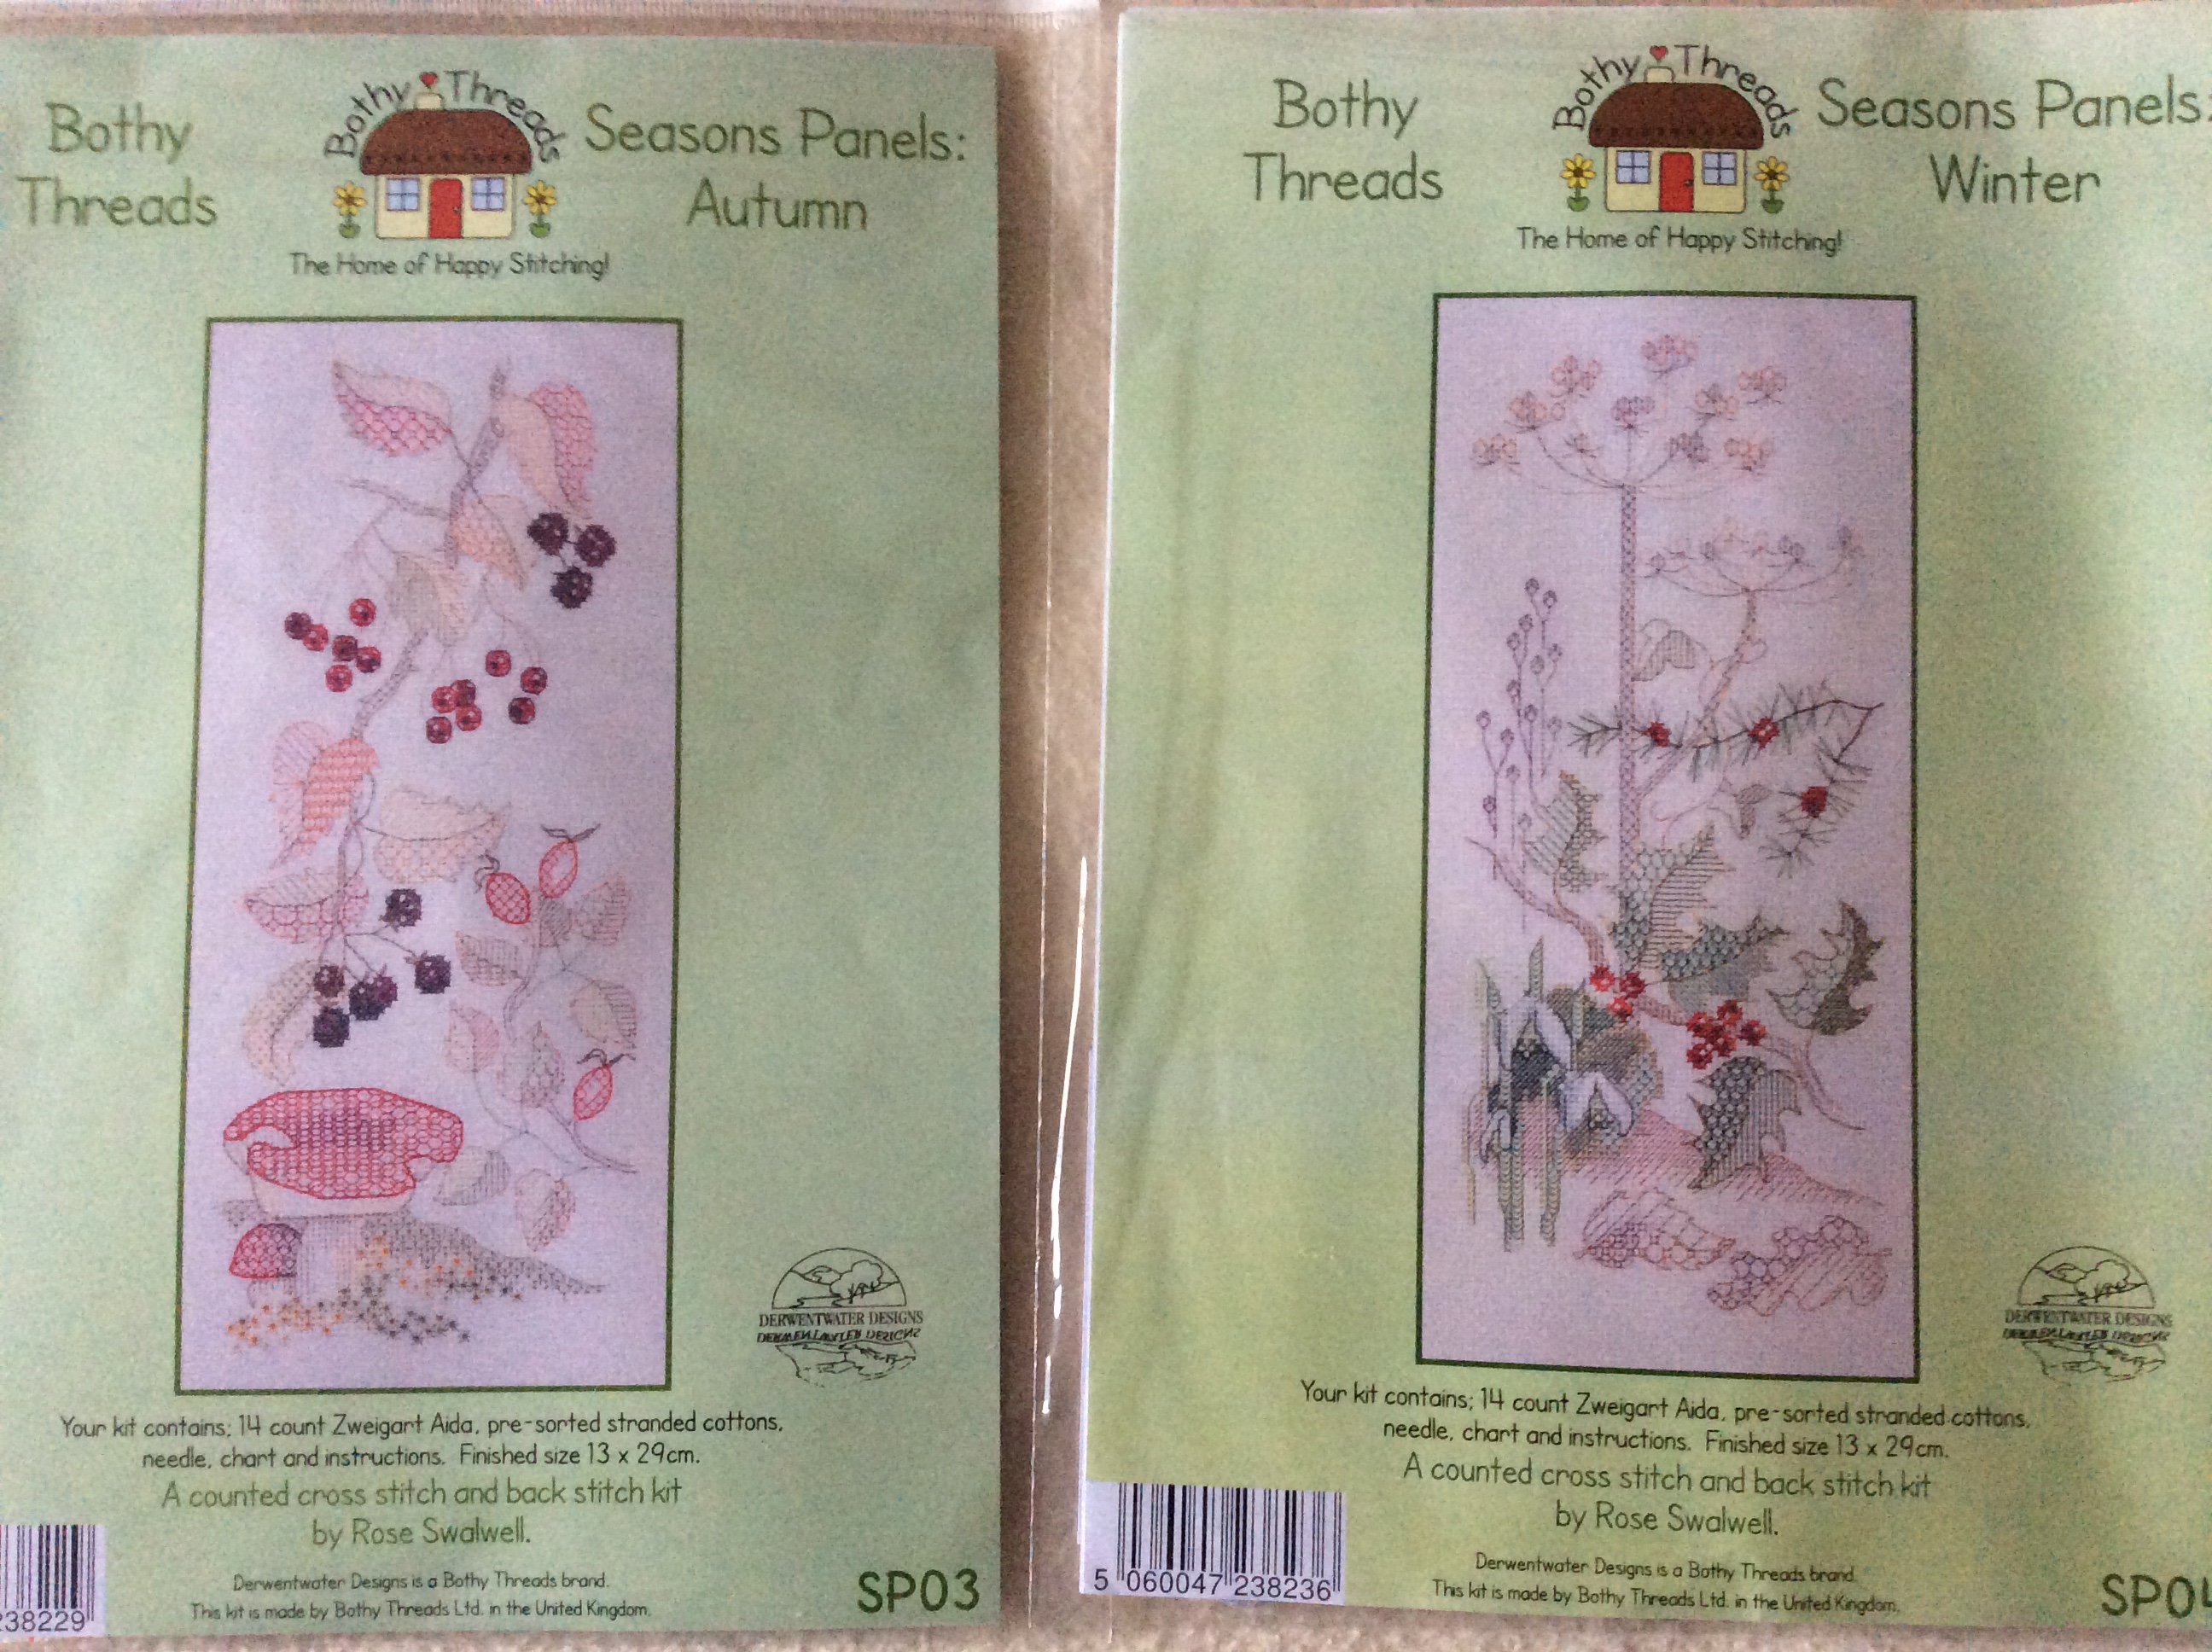 Bothy
Threads
Bothy Threads
The Home of Happy Stitching!
Seasons Panels:
Autumn
DERWENTWATER DESIGNS
Your kit contains; 14 count Zweigart Aida, pre-sorted stranded cottons,
needle, chart and instructions. Finished size 13 x 29cm.
A counted cross stitch and back stitch kit
by Rose Swalwell.
Derwentwater Designs is a Bothy Threads brand.
This kit is made by Bothy Threads Ltd. in the United Kingdom.
238229
SP03
Bothy
Threads
Bothy Threads
The Home of Happy Stitching!
Seasons Panels:
Winter
DERWENTWATER DESIGNS
Your kit contains; 14 count Zweigart Aida, pre-sorted stranded cottons,
needle, chart and instructions. Finished size 13 x 29cm.
A counted cross stitch and back stitch kit
by Rose Swalwell.
Derwentwater Designs is a Bothy Threads brand.
This kit is made by Bothy Threads Ltd. in the United Kingdom.
5 060047 238236
SP04